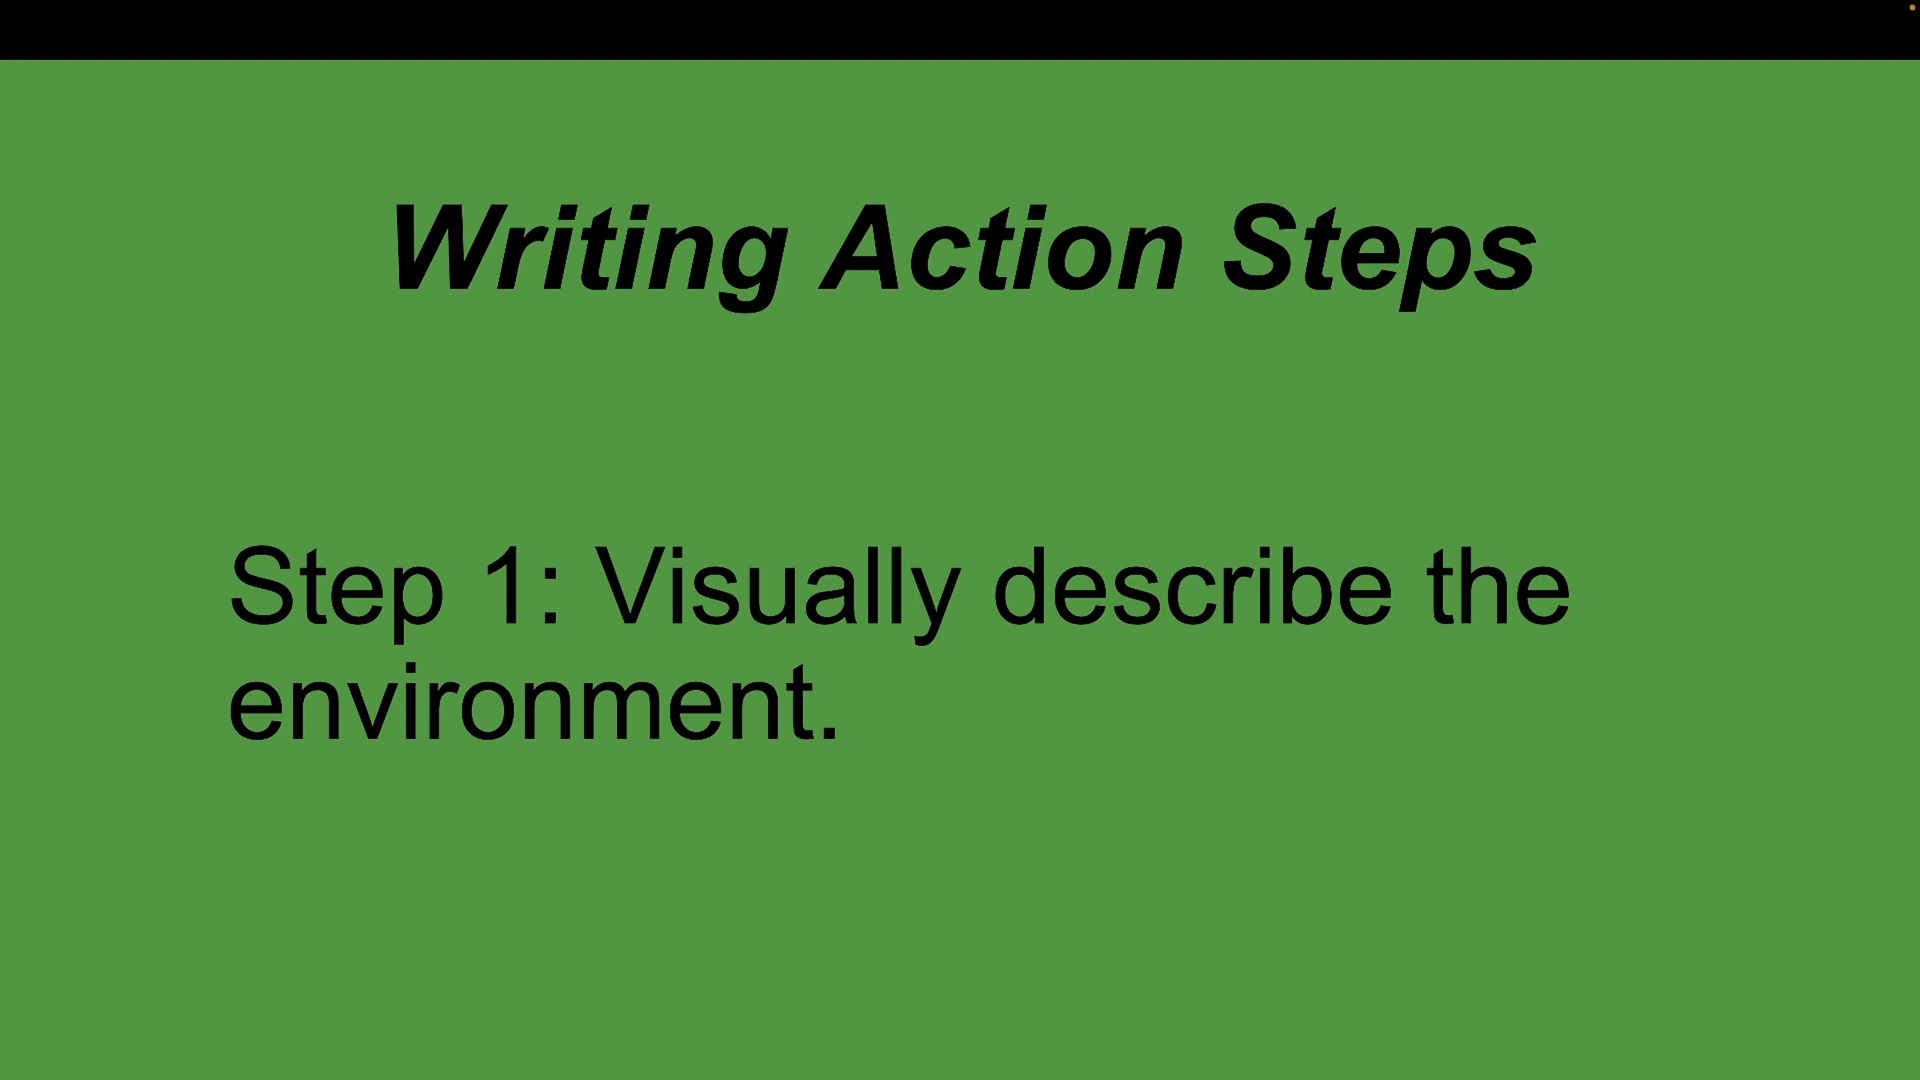 Writing Action Steps
Step 1: Visually describe the
environment.